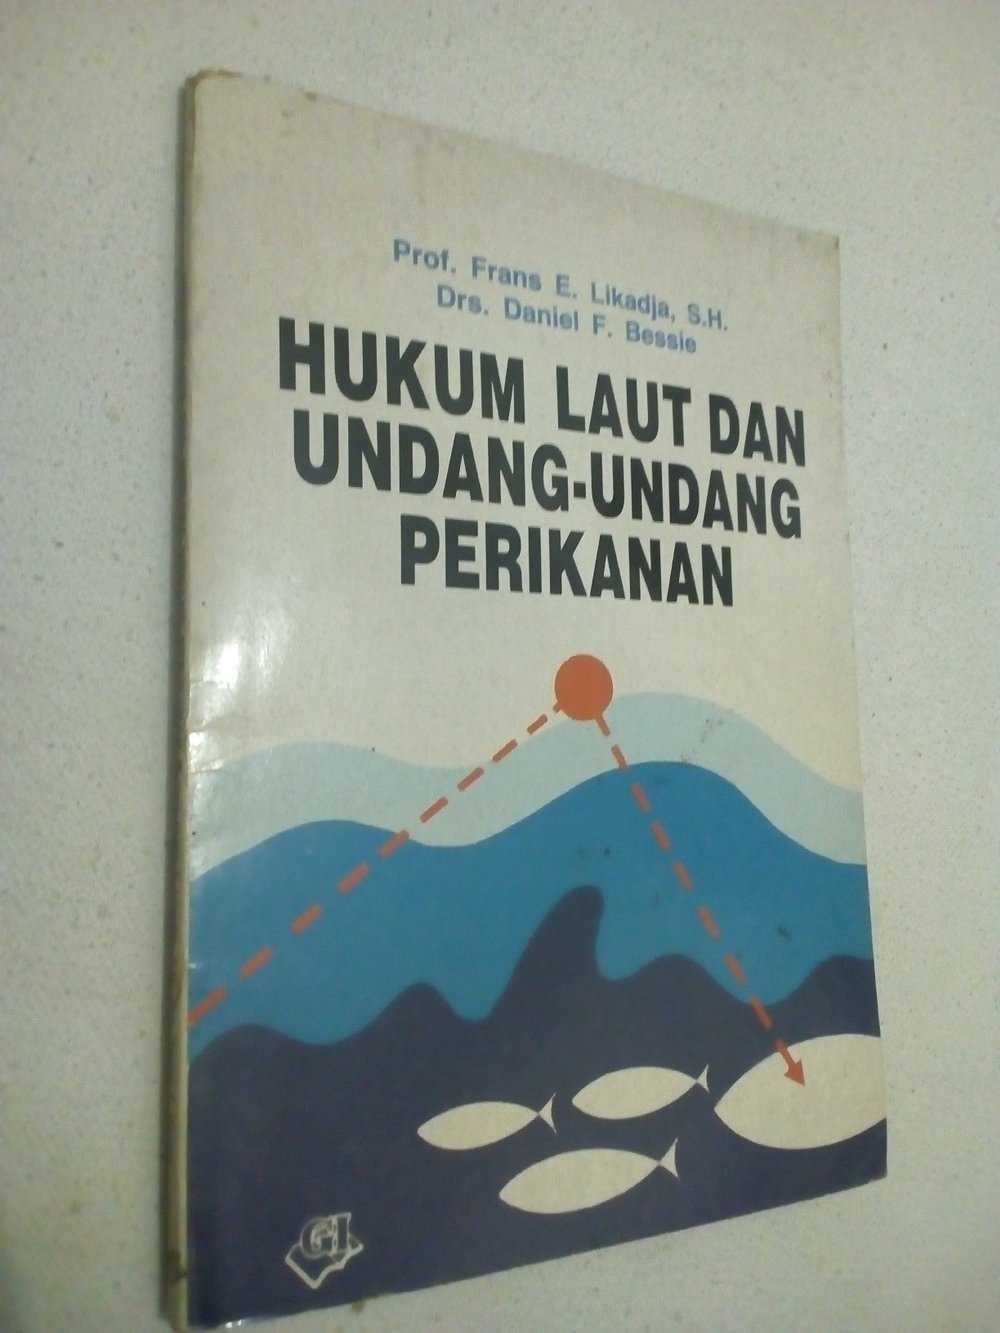 Prof. Frans E. Likadja, S.H.
Drs. Daniel F. Bessie
HUKUM LAUT DAN
UNDANG-UNDANG
PERIKANAN
GI